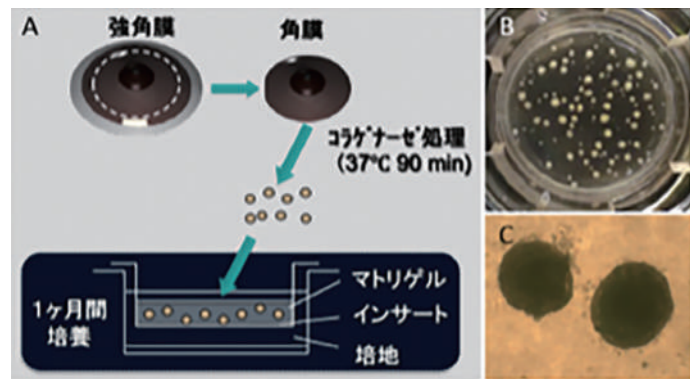 A
強角膜
角膜
コラゲナーゼ処理
(37℃ 90 min)
1ヶ月間
培養
マトリゲル
インサート
培地
B
C